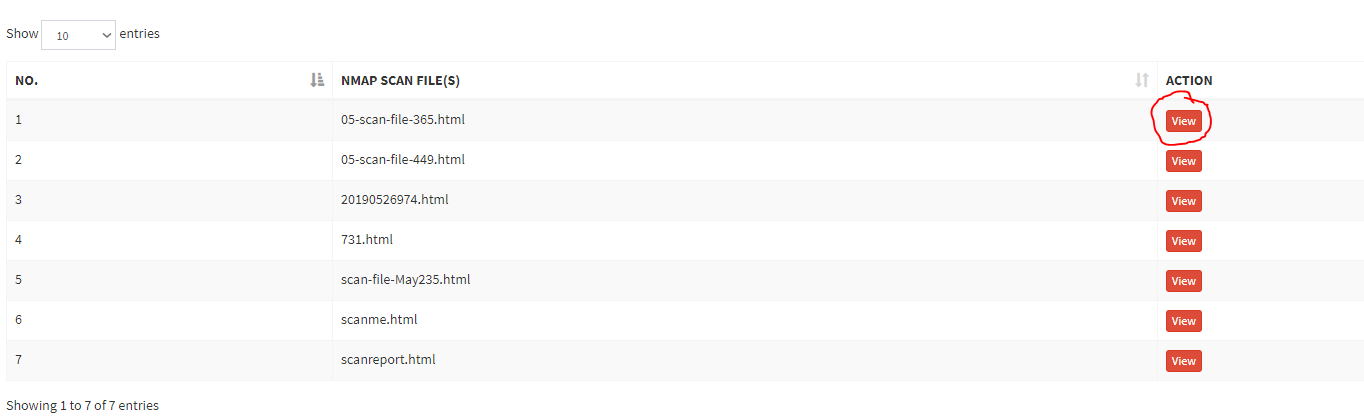 Show 10 entries
NO. NMAP SCAN FILE(S) ACTION
1 05-scan-file-365.html View
2 05-scan-file-449.html View
3 20190526974.html View
4 731.html View
5 scan-file-May235.html View
6 scanme.html View
7 scanreport.html View
Showing 1 to 7 of 7 entries